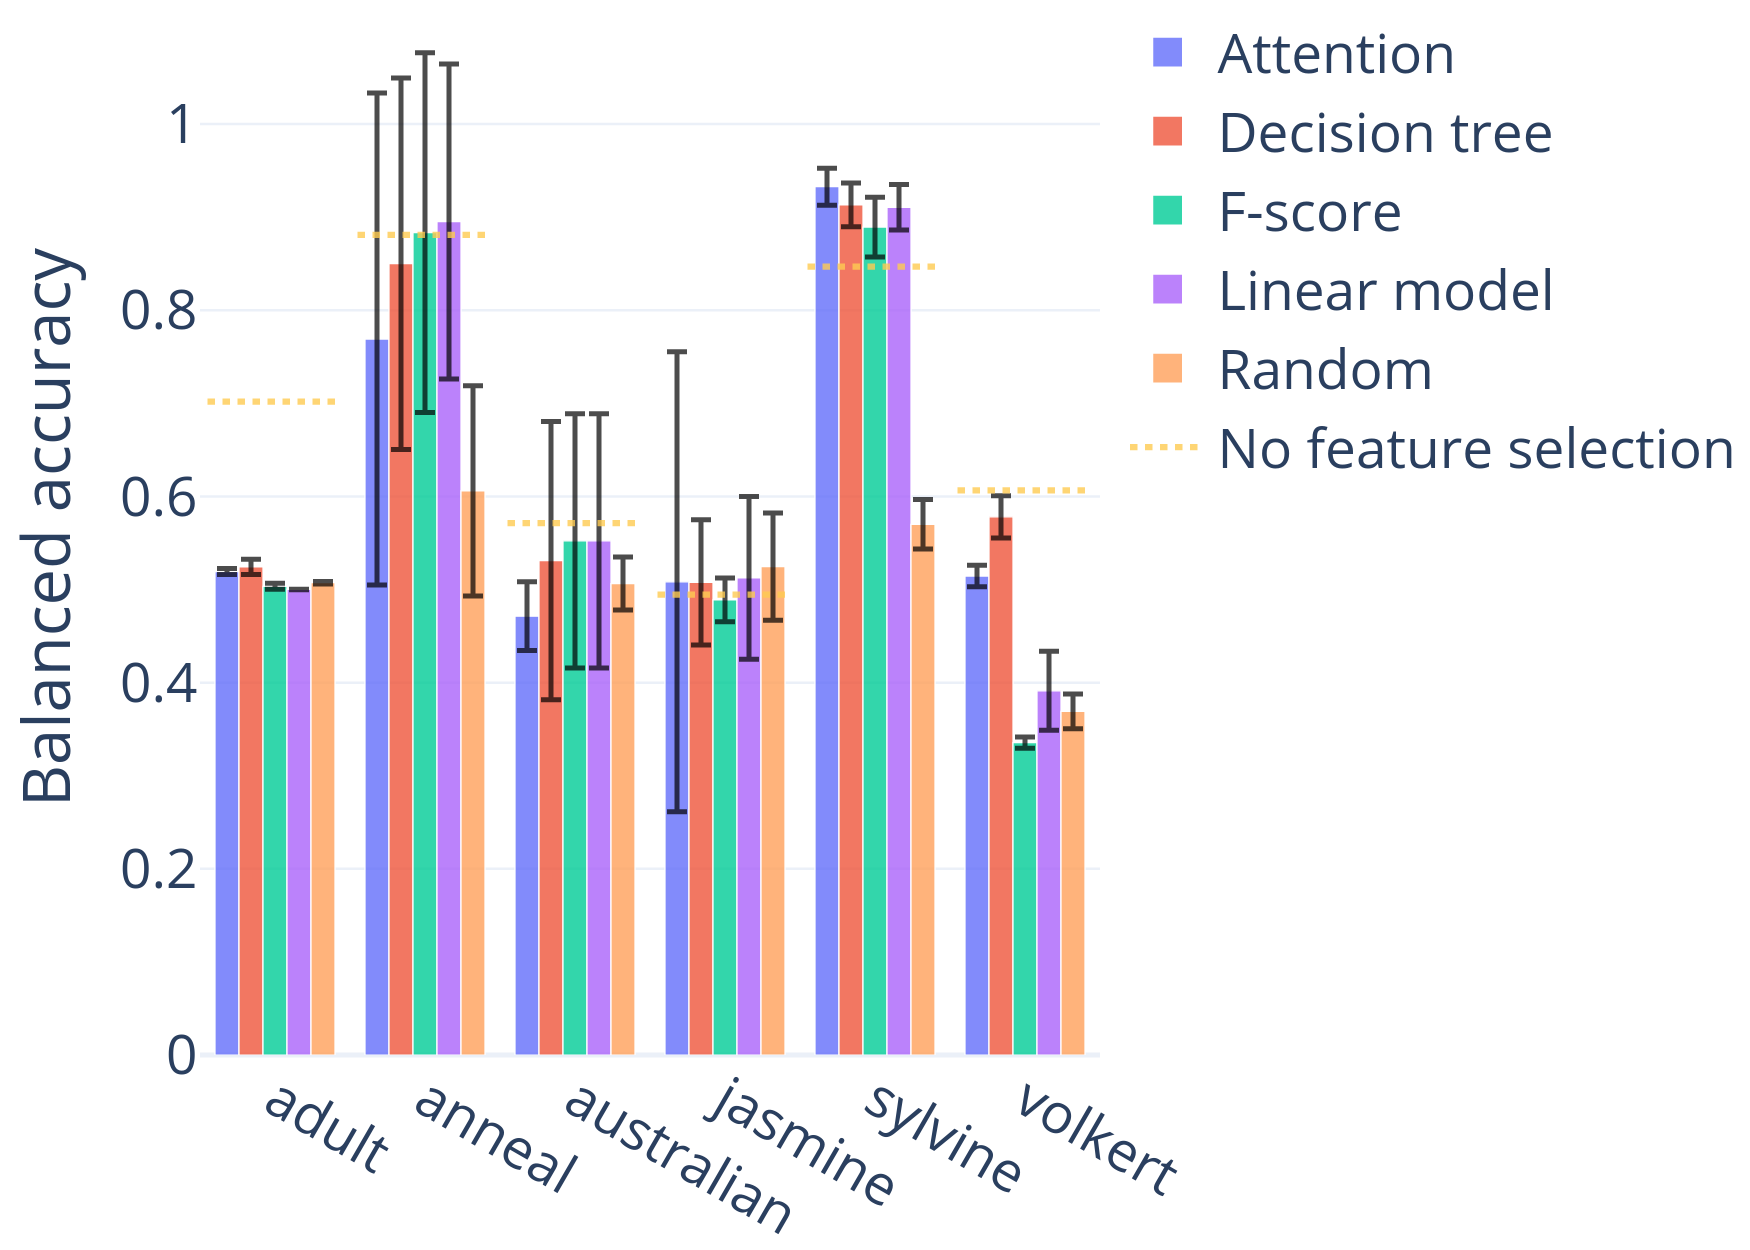 Balanced accuracy
1
0.8
0.6
0.4
0.2
0
adult
anneal
australian
jasmine
sylvine
volkert
Attention
Decision tree
F-score
Linear model
Random
No feature selection